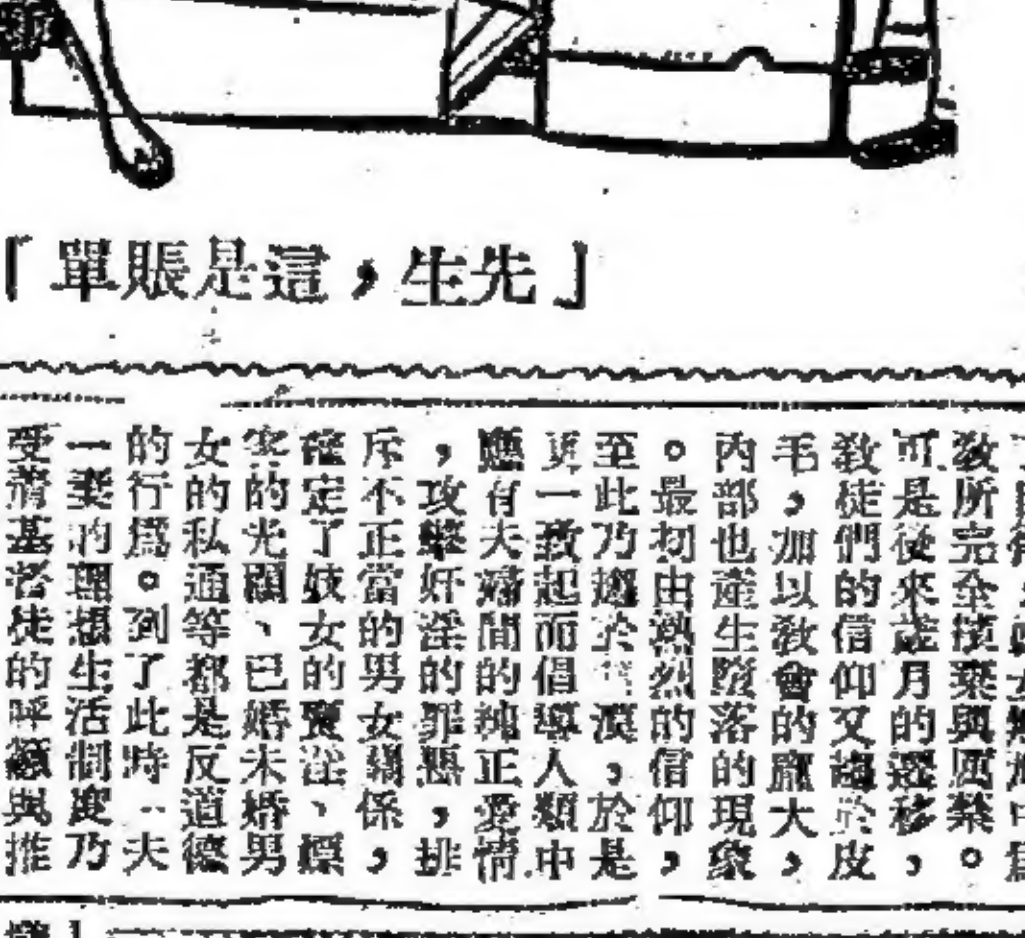 「先生，這是賬單」
教所完全擯棄與厲禁。
可是從來歲月的遷移，
教徒們的信仰又趨於皮
毛，加以教會的龐大，
內部也產生墮落的現象
。最初由熱烈的信仰，
至此乃趨於漠，於是
更一致起而倡導人類中
應有夫婦間的純正愛情
，攻擊奸淫的罪惡，排
斥不正當的男女關係，
確定了妓女的賣淫、嫖
客的光顧、已婚未婚男
女的私通等都是反道德
的行爲。到了此時：夫
一妻的理想生活制度乃
受着基督徒的呼籲與推